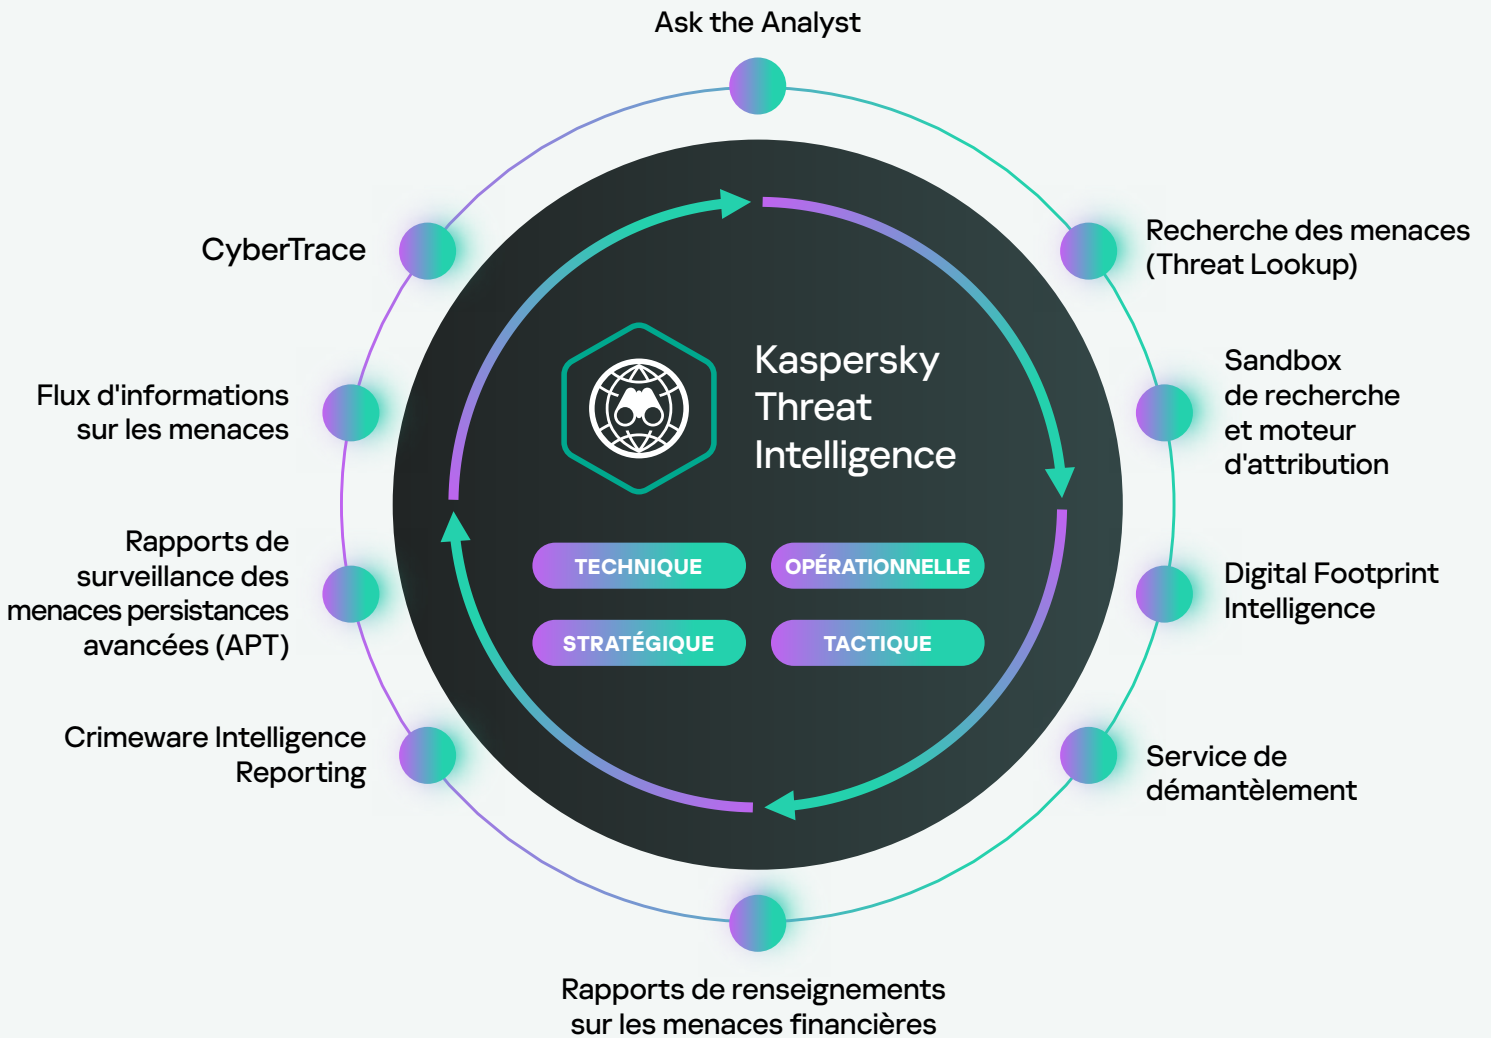 Ask the Analyst
Recherche des menaces
(Threat Lookup)
Sandbox
de recherche
et moteur
d'attribution
Digital Footprint
Intelligence
Service de
démantèlement
Rapports de renseignements
sur les menaces financières
Crimeware Intelligence
Reporting
Rapports de
surveillance des
menaces persistances
avancées (APT)
Flux d'informations
sur les menaces
CyberTrace
Kaspersky
Threat
Intelligence
TECHNIQUE
OPÉRATIONNELLE
STRATÉGIQUE
TACTIQUE